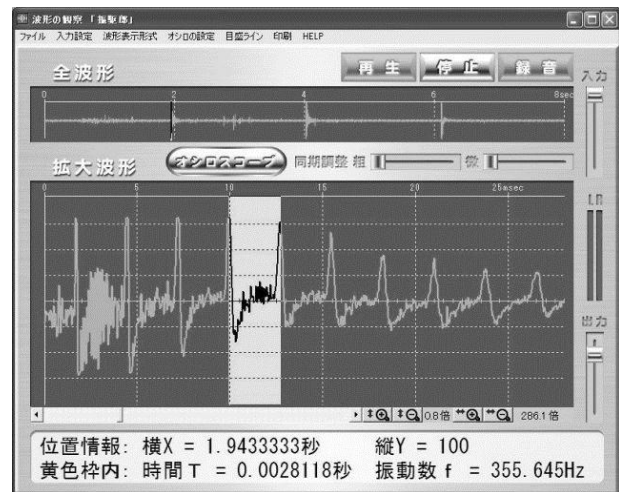 波形の観察 「振駆郎」
ファイル 入力設定 波形表示形式 オシロの設定 目盛ライン 印刷 HELP
全波形 再生 停止 録音
入力
0 2 4 6 8sec
拡大波形 オシロスコープ 同期調整 粗 微
0 5 10 15 20 25msec
LR
出力
0.8倍 286.1倍
位置情報: 横X = 1.9433333秒 縦Y = 100
黄色枠内: 時間T = 0.0028118秒 振動数f = 355.645Hz